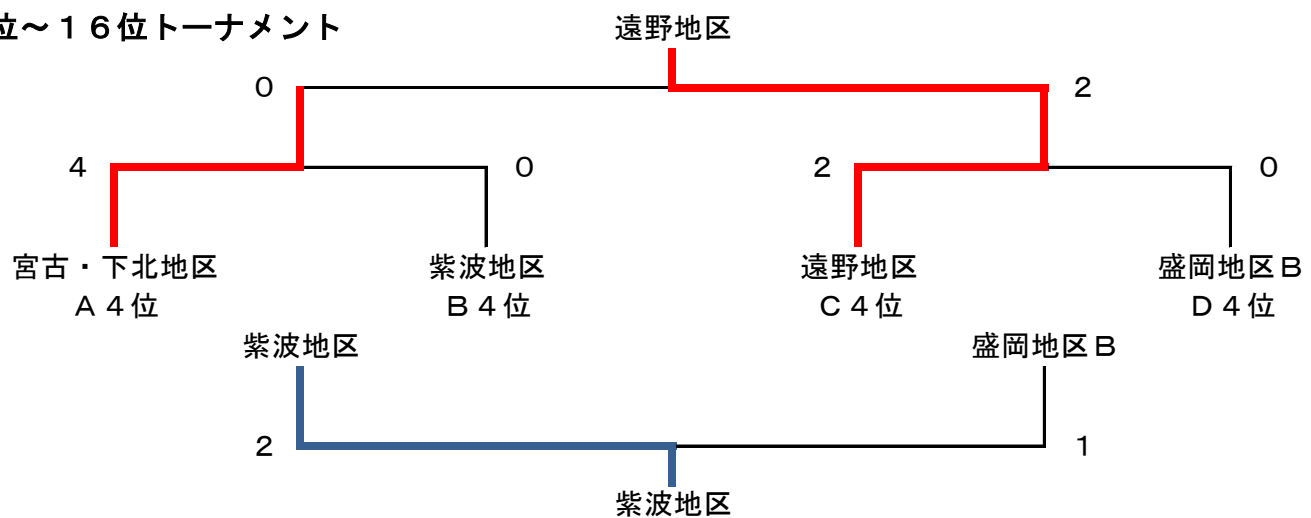 位～１６位トーナメント
遠野地区
０ ２
４ ０ ２ ０
宮古・下北地区 紫波地区 遠野地区 盛岡地区Ｂ
Ａ４位 Ｂ４位 Ｃ４位 Ｄ４位
紫波地区 盛岡地区Ｂ
２ １
紫波地区